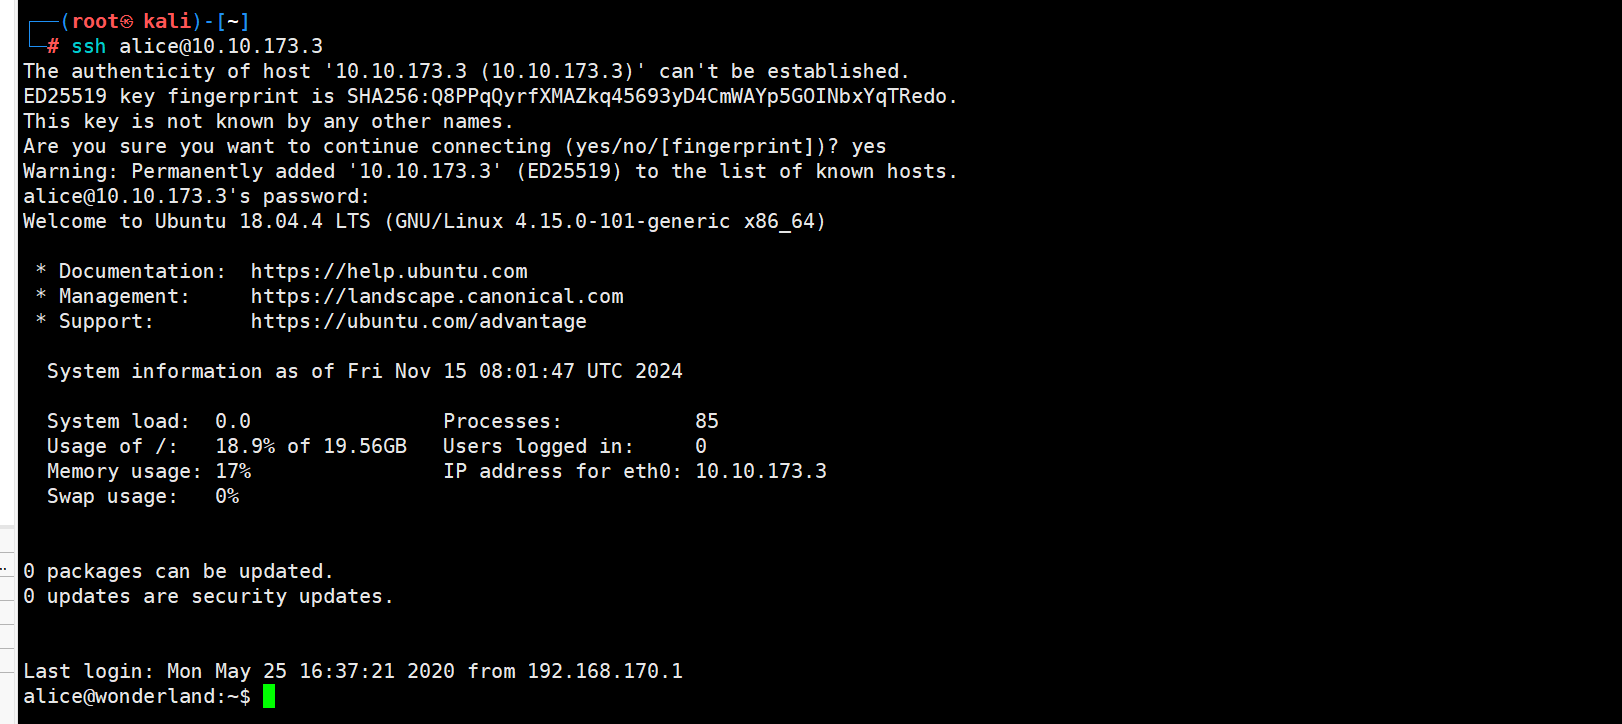 ┌──(root㉿ kali)-[~]
└─# ssh alice@10.10.173.3
The authenticity of host '10.10.173.3 (10.10.173.3)' can't be established.
ED25519 key fingerprint is SHA256:Q8PPqQyrfXMAZkq45693yD4CmWAYp5GOINbxYqTRedo.
This key is not known by any other names.
Are you sure you want to continue connecting (yes/no/[fingerprint])? yes
Warning: Permanently added '10.10.173.3' (ED25519) to the list of known hosts.
alice@10.10.173.3's password:
Welcome to Ubuntu 18.04.4 LTS (GNU/Linux 4.15.0-101-generic x86_64)

 * Documentation:  https://help.ubuntu.com
 * Management:     https://landscape.canonical.com
 * Support:        https://ubuntu.com/advantage

  System information as of Fri Nov 15 08:01:47 UTC 2024

  System load:  0.0                Processes:           85
  Usage of /:   18.9% of 19.56GB   Users logged in:     0
  Memory usage: 17%                IP address for eth0: 10.10.173.3
  Swap usage:   0%

0 packages can be updated.
0 updates are security updates.

Last login: Mon May 25 16:37:21 2020 from 192.168.170.1
alice@wonderland:~$